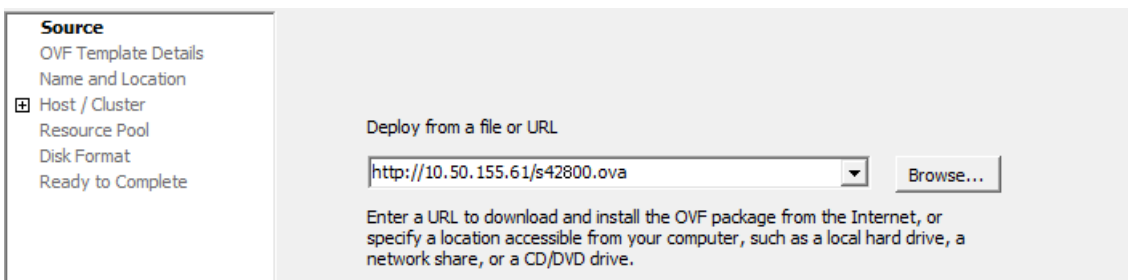 Source
OVF Template Details
Name and Location
Host / Cluster
Resource Pool
Disk Format
Ready to Complete
Deploy from a file or URL
http://10.50.155.61/s42800.ova
Browse...
Enter a URL to download and install the OVF package from the Internet, or
specify a location accessible from your computer, such as a local hard drive, a
network share, or a CD/DVD drive.